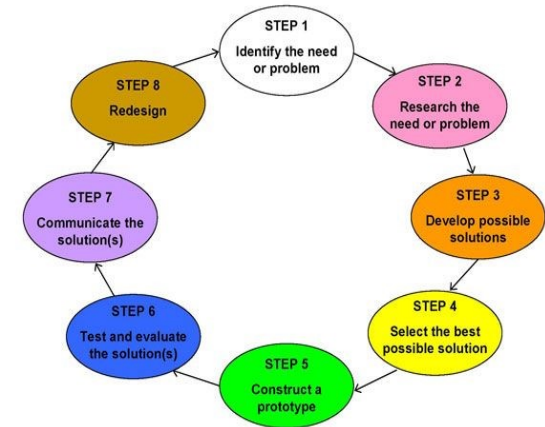 STEP 1
Identify the need
or problem
STEP 2
Research the
need or problem
STEP 3
Develop possible
solutions
STEP 4
Select the best
possible solution
STEP 5
Construct a
prototype
STEP 6
Test and evaluate
the solution(s)
STEP 7
Communicate the
solution(s)
STEP 8
Redesign